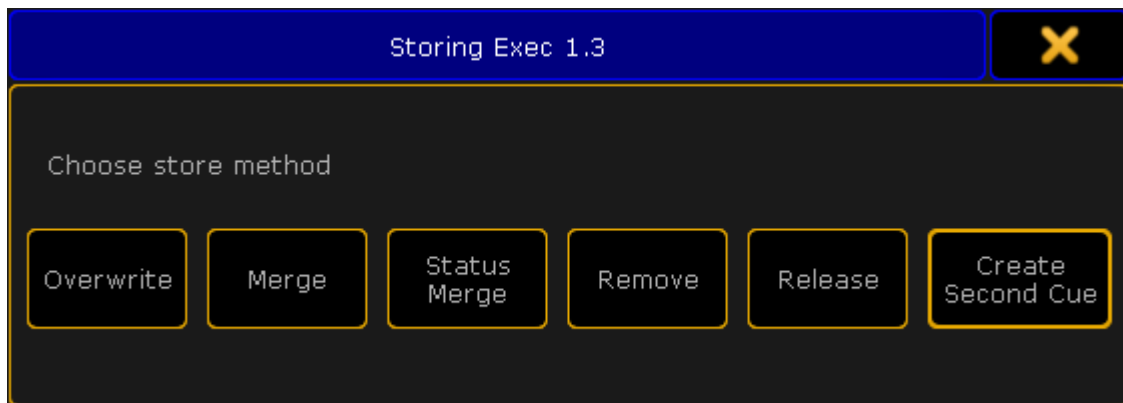 Storing Exec 1.3
Choose store method
Overwrite
Merge
Status
Merge
Remove
Release
Create
Second Cue